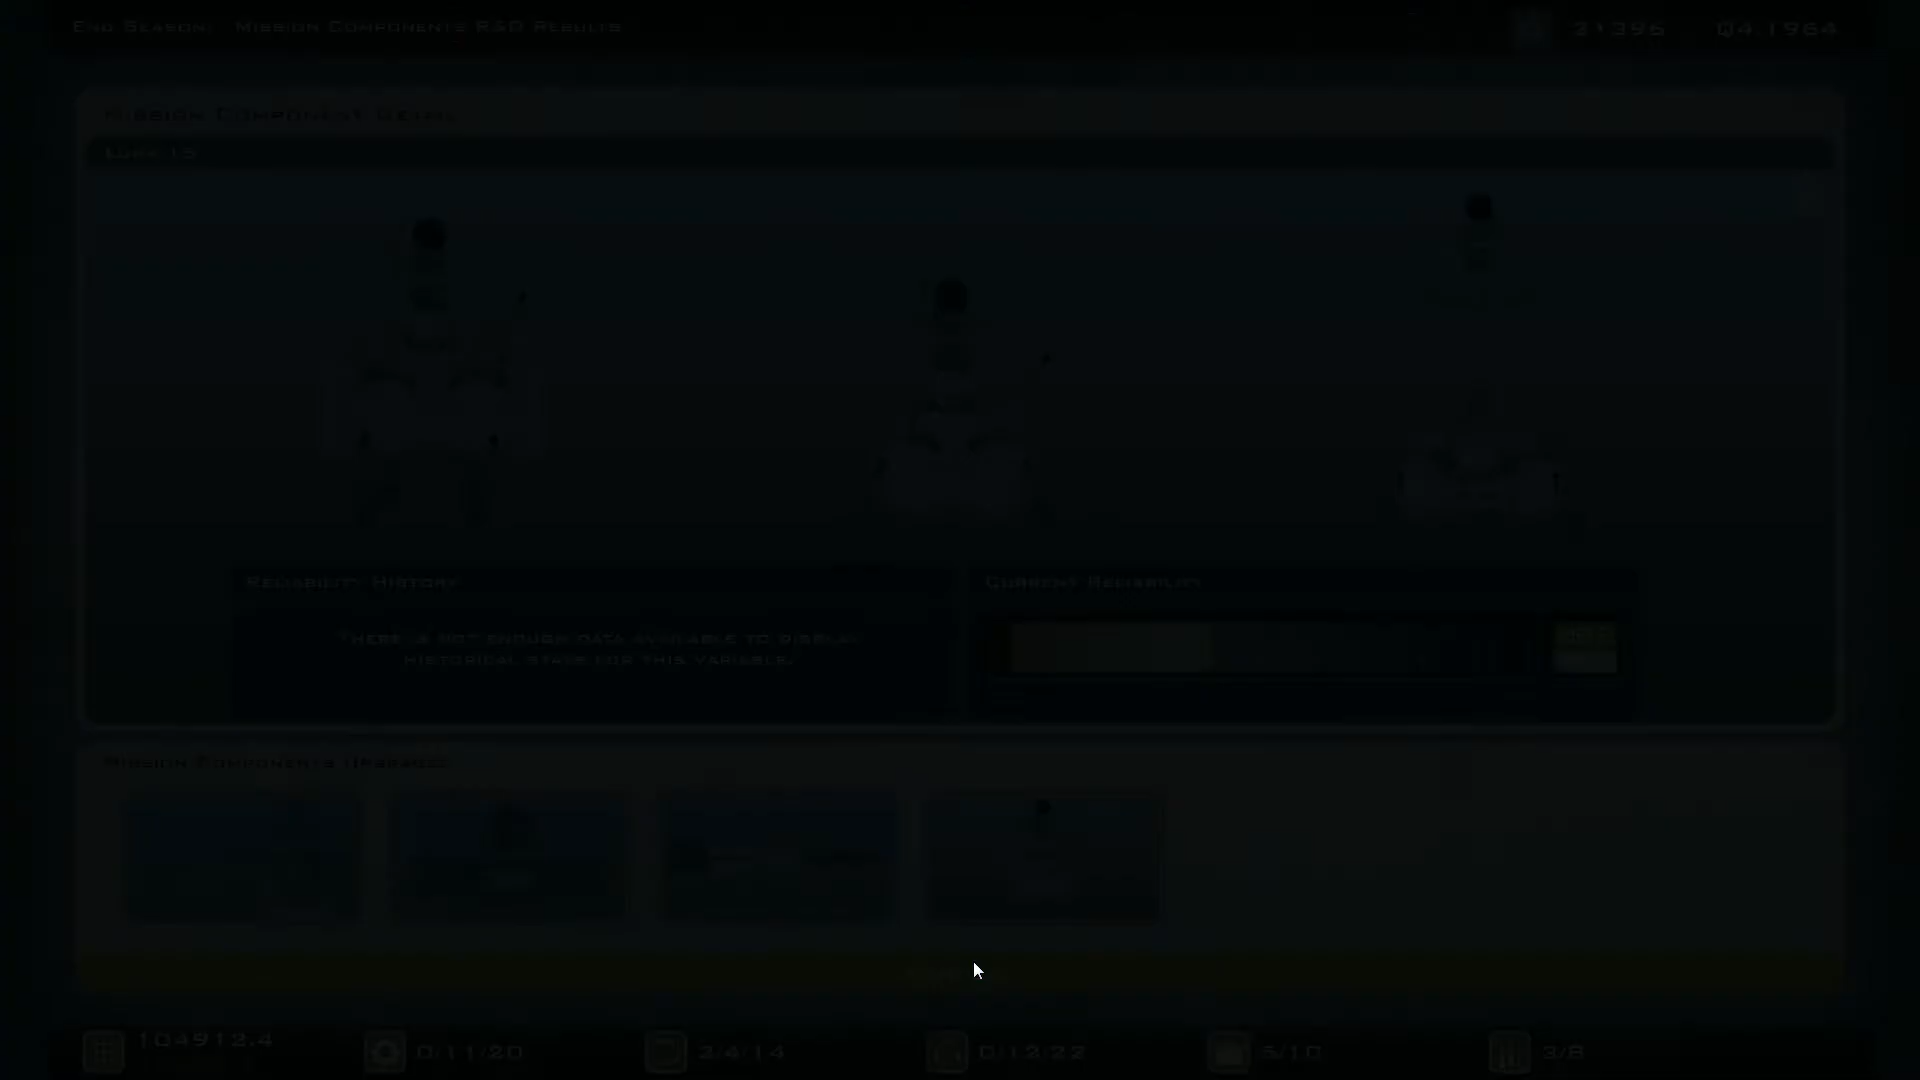 End Season: Mission Components R&D Results
21396 Q4.1964
Mission Component Detail
Reliability History
Current Reliability
There is not enough data available to display
historical stats for this variable.
Mission Components Upgraded
104912.4
0/11/20
2/4/14
0/12/22
5/10
3/8